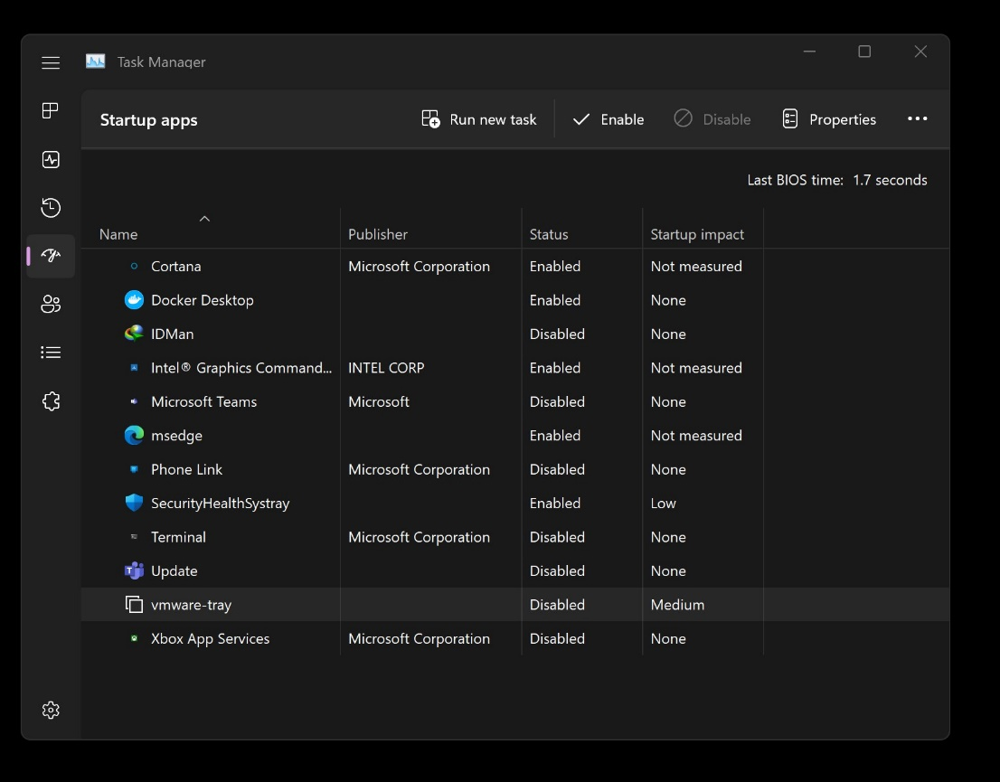 Task Manager
Startup apps Run new task Enable Disable Properties
Last BIOS time: 1.7 seconds
Name Publisher Status Startup impact
Cortana Microsoft Corporation Enabled Not measured
Docker Desktop Enabled None
IDMan Disabled None
Intel® Graphics Command... INTEL CORP Enabled Not measured
Microsoft Teams Microsoft Disabled None
msedge Enabled Not measured
Phone Link Microsoft Corporation Disabled None
SecurityHealthSystray Enabled Low
Terminal Microsoft Corporation Disabled None
Update Disabled None
vmware-tray Disabled Medium
Xbox App Services Microsoft Corporation Disabled None